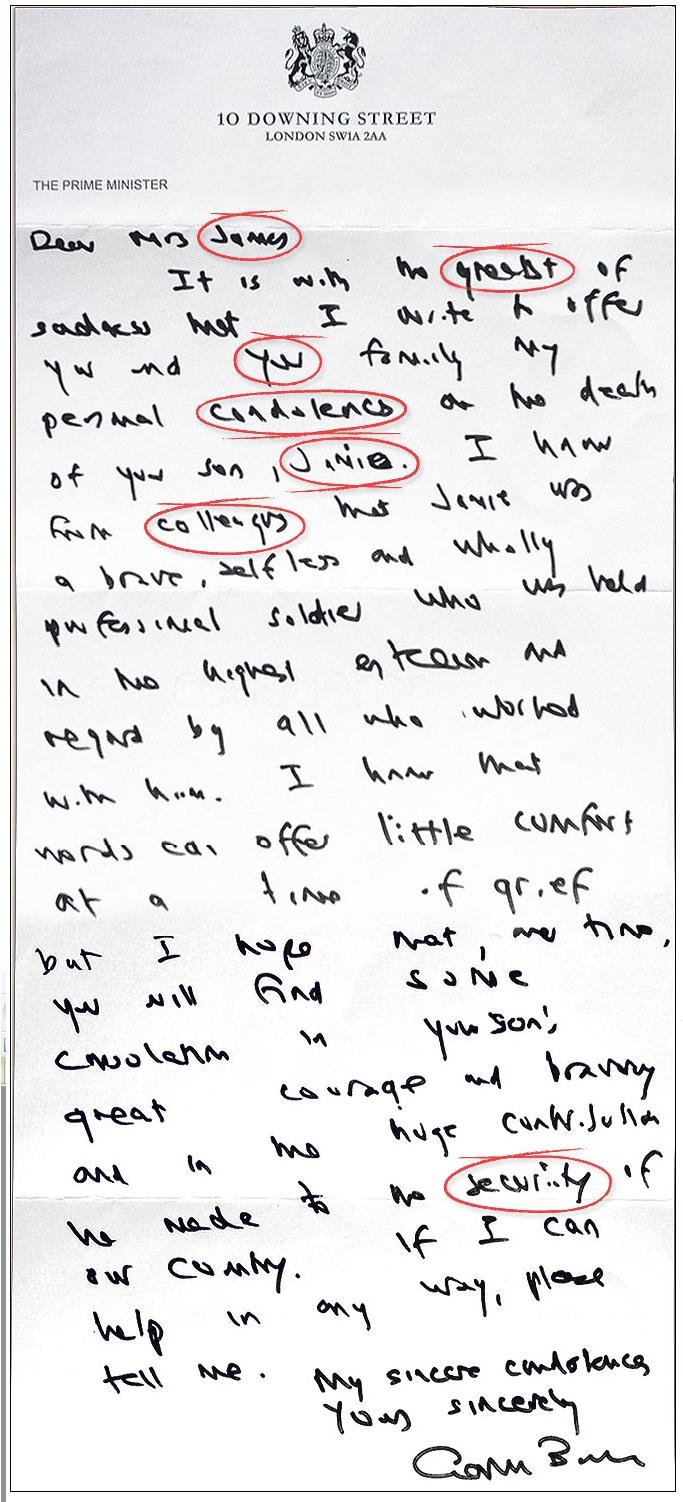 10 DOWNING STREET
LONDON SW1A 2AA
THE PRIME MINISTER
Dear Mrs James
It is with the greatst of
sadness that I write to offer
you and your family my
personal condolencs on the death
of your son, Jamie. I know
from colleagus that Jamie was
a brave, selfless and wholly
professional soldier who was held
in the highest esteem and
regard by all who worked
with him. I know that
words can offer little comfort
at a time of grief
but I hope that, over time,
you will find some
consolation in your son's
great courage and bravery
and in the huge contribution
he made to the securiity of
our country. If I can
help in any way, please
tell me. My sincere condolences
Yours sincerely
Gordon Brown